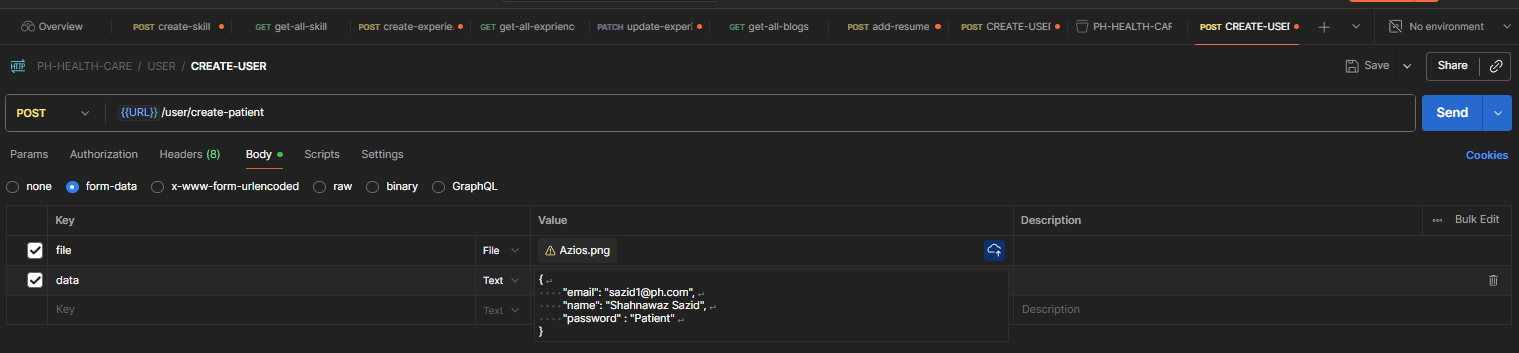 Overview POST create-skill GET get-all-skill POST create-experie GET get-all-exprienc PATCH update-experi GET get-all-blogs POST add-resume POST CREATE-USEI PH-HEALTH-CAR POST CREATE-USEI No environment
HTTP PH-HEALTH-CARE / USER / CREATE-USER Save Share
POST {{URL}}/user/create-patient Send
Params Authorization Headers (8) Body Scripts Settings Cookies
none form-data x-www-form-urlencoded raw binary GraphQL
Key Value Description Bulk Edit
file File Azios.png
data Text {
"email": "sazid1@ph.com",
"name": "Shahnawaz Sazid",
"password" : "Patient"
}
Key Text Description